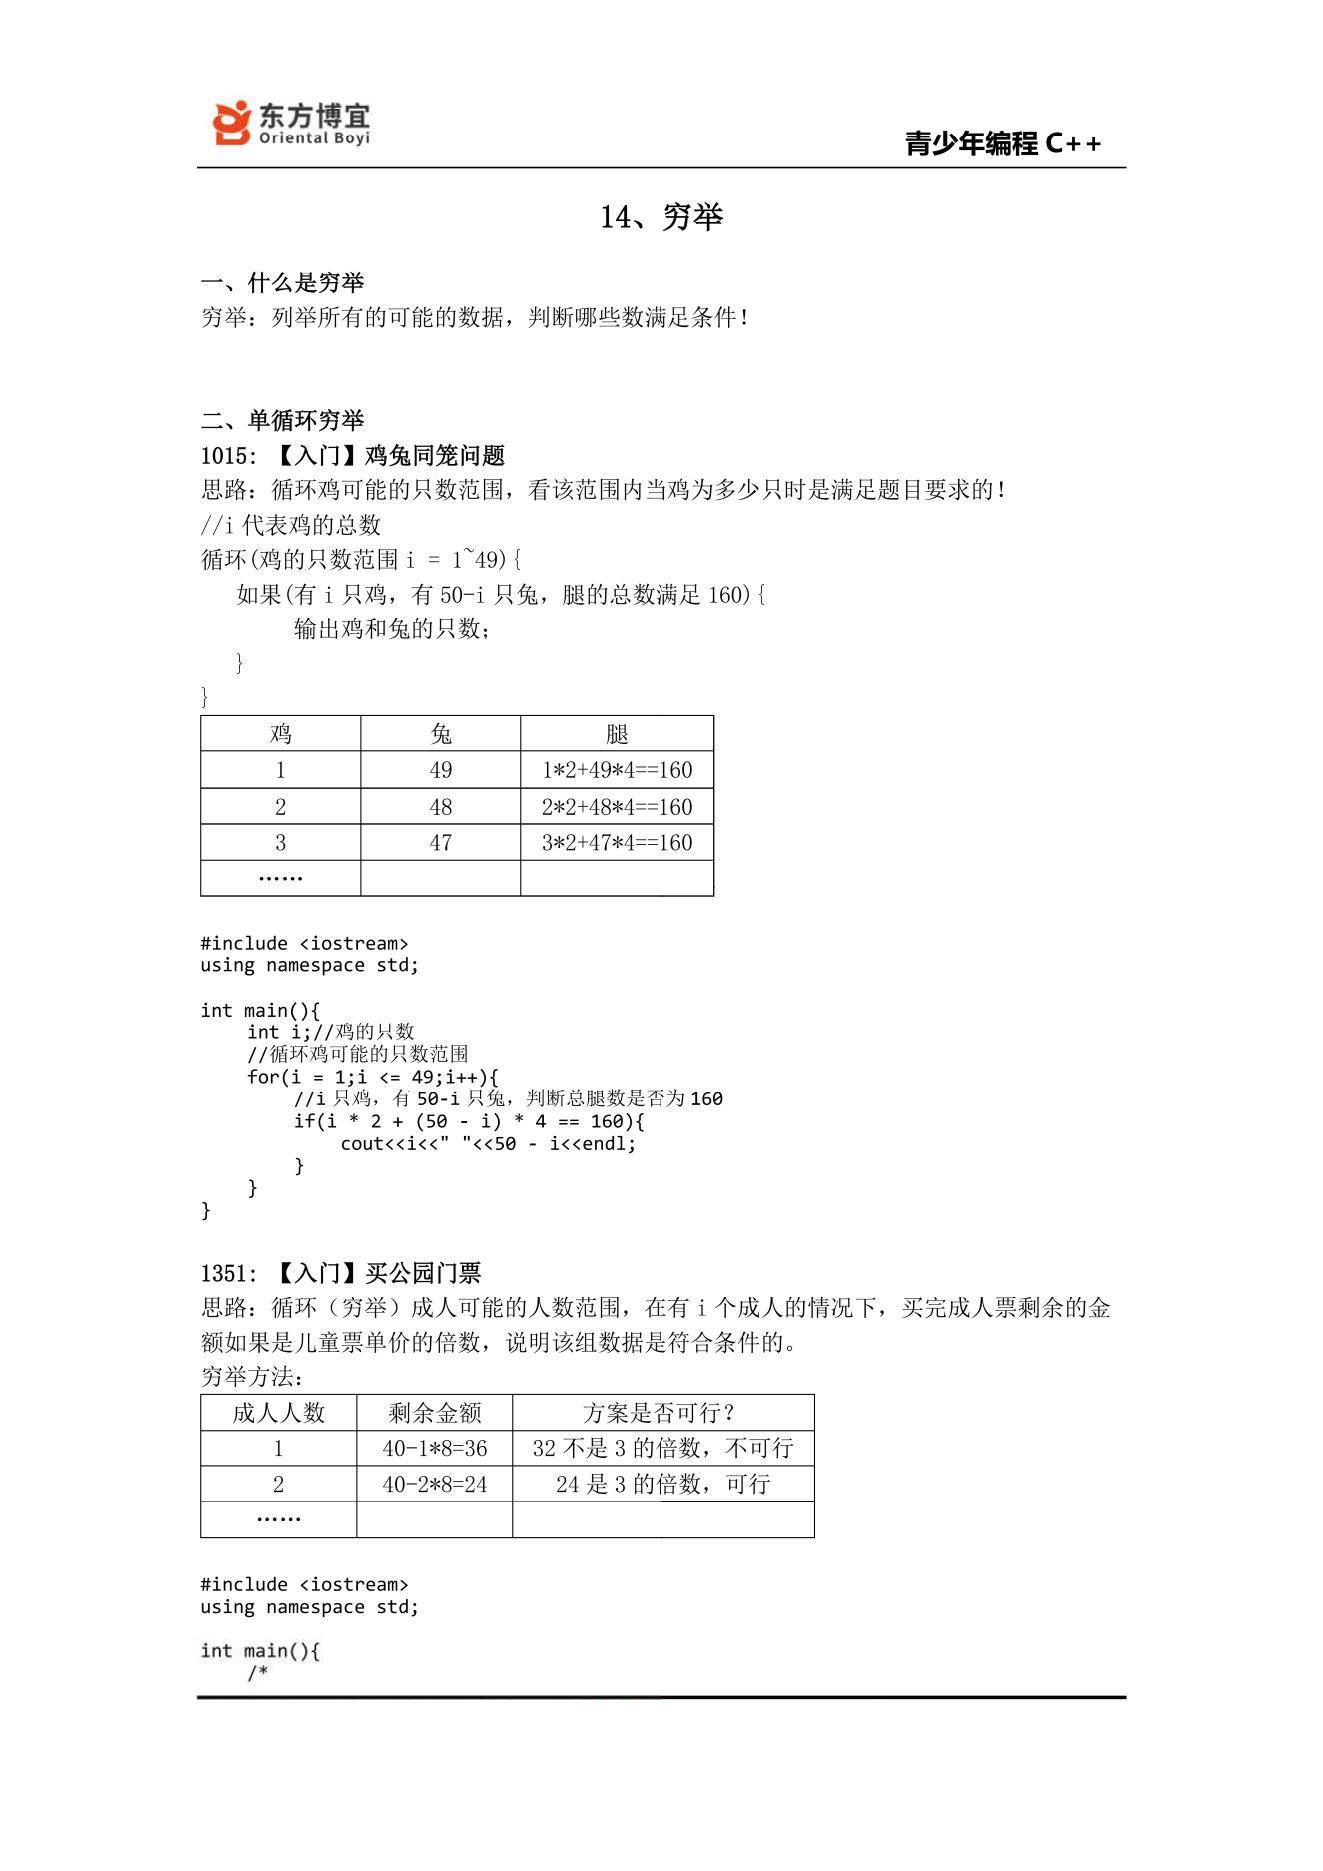 东方博宜
Oriental Boyi
青少年编程 C++
14、穷举
一、什么是穷举
穷举：列举所有的可能的数据，判断哪些数满足条件！
二、单循环穷举
1015：【入门】鸡兔同笼问题
思路：循环鸡可能的只数范围，看该范围内当鸡为多少只时是满足题目要求的！
//i 代表鸡的总数
循环(鸡的只数范围 i = 1~49){
如果(有 i 只鸡，有 50-i 只兔，腿的总数满足 160){
输出鸡和兔的只数；
}
}
鸡 兔 腿
1 49 1*2+49*4==160
2 48 2*2+48*4==160
3 47 3*2+47*4==160
……
#include <iostream>
using namespace std;
int main(){
int i;//鸡的只数
//循环鸡可能的只数范围
for(i = 1;i <= 49;i++){
//i 只鸡，有 50-i 只兔，判断总腿数是否为 160
if(i * 2 + (50 - i) * 4 == 160){
cout<<i<<" "<<50 - i<<endl;
}
}
}
1351：【入门】买公园门票
思路：循环（穷举）成人可能的人数范围，在有 i 个成人的情况下，买完成人票剩余的金
额如果是儿童票单价的倍数，说明该组数据是符合条件的。
穷举方法：
成人人数 剩余金额 方案是否可行？
1 40-1*8=36 32 不是 3 的倍数，不可行
2 40-2*8=24 24 是 3 的倍数，可行
……
#include <iostream>
using namespace std;
int main(){
/*